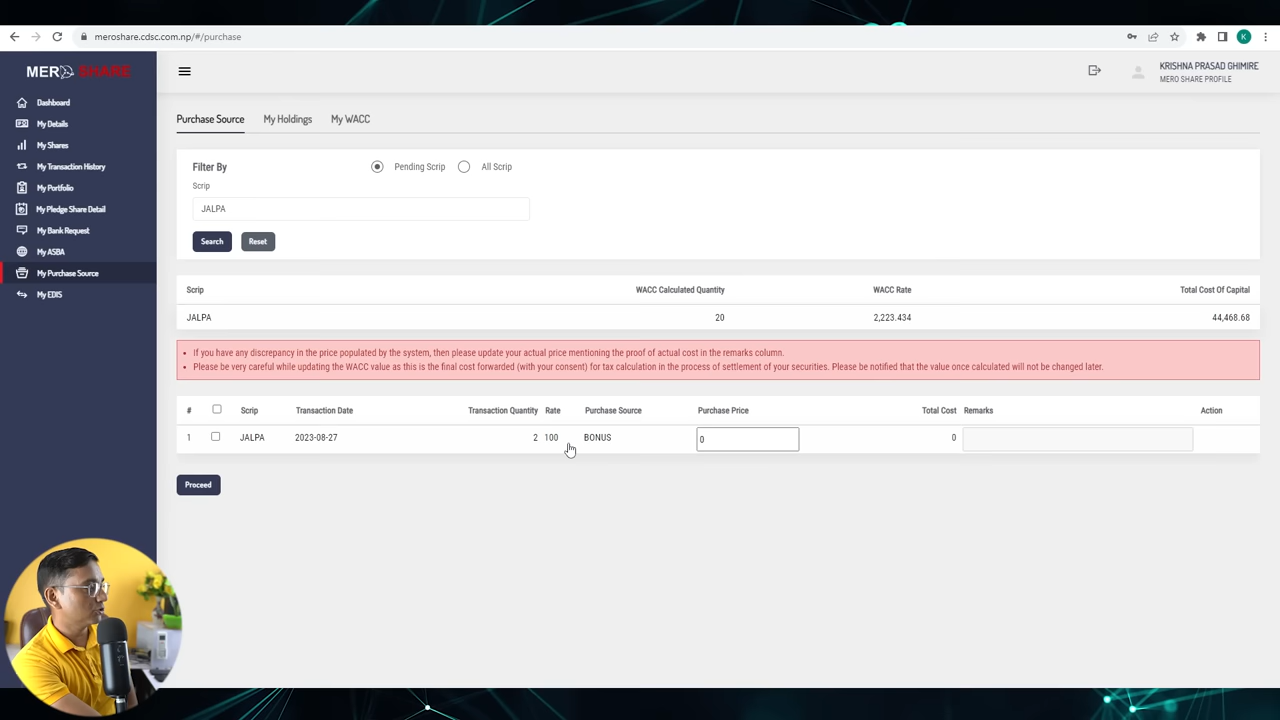 meroshare.cdsc.com.np/#/purchase
K
MERO SHARE
KRISHNA PRASAD GHIMIRE
MERO SHARE PROFILE
Dashboard
My Details
My Shares
My Transaction History
My Portfolio
My Pledge Share Detail
My Bank Request
My ASBA
My Purchase Source
My EDIS
Purchase Source My Holdings My WACC
Filter By Pending Scrip All Scrip
Scrip
JALPA
Search Reset
Scrip WACC Calculated Quantity WACC Rate Total Cost Of Capital
JALPA 20 2,223.434 44,468.68
If you have any discrepancy in the price populated by the system, then please update your actual price mentioning the proof of actual cost in the remarks column.
Please be very careful while updating the WACC value as this is the final cost forwarded (with your consent) for tax calculation in the process of settlement of your securities. Please be notified that the value once calculated will not be changed later.
# Scrip Transaction Date Transaction Quantity Rate Purchase Source Purchase Price Total Cost Remarks Action
1 JALPA 2023-08-27 2 100 BONUS 0 0
Proceed